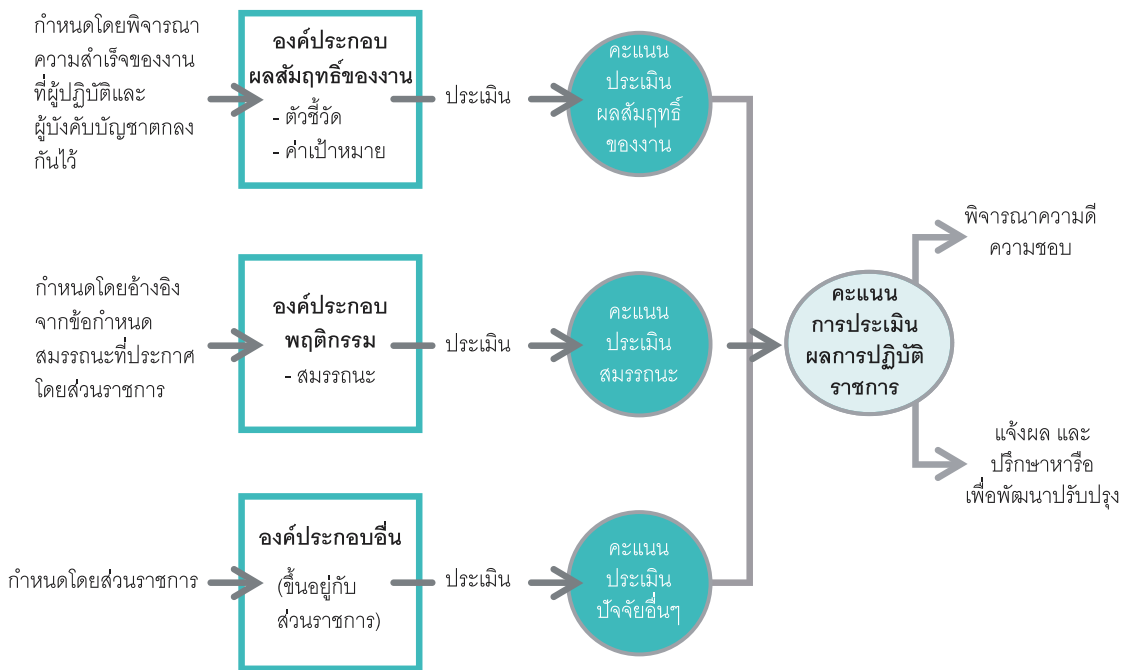 กำหนดโดยพิจารณา
ความสำเร็จของงาน
ที่ผู้ปฏิบัติและ
ผู้บังคับบัญชาตกลง
กันไว้
องค์ประกอบ
ผลสัมฤทธิ์ของงาน
- ตัวชี้วัด
- ค่าเป้าหมาย
ประเมิน
คะแนน
ประเมิน
ผลสัมฤทธิ์
ของงาน
กำหนดโดยอ้างอิง
จากข้อกำหนด
สมรรถนะที่ประกาศ
โดยส่วนราชการ
องค์ประกอบ
พฤติกรรม
- สมรรถนะ
ประเมิน
คะแนน
ประเมิน
สมรรถนะ
กำหนดโดยส่วนราชการ
องค์ประกอบอื่น
(ขึ้นอยู่กับ
ส่วนราชการ)
ประเมิน
คะแนน
ประเมิน
ปัจจัยอื่นๆ
คะแนน
การประเมิน
ผลการปฏิบัติ
ราชการ
พิจารณาความดี
ความชอบ
แจ้งผล และ
ปรึกษาหารือ
เพื่อพัฒนาปรับปรุง